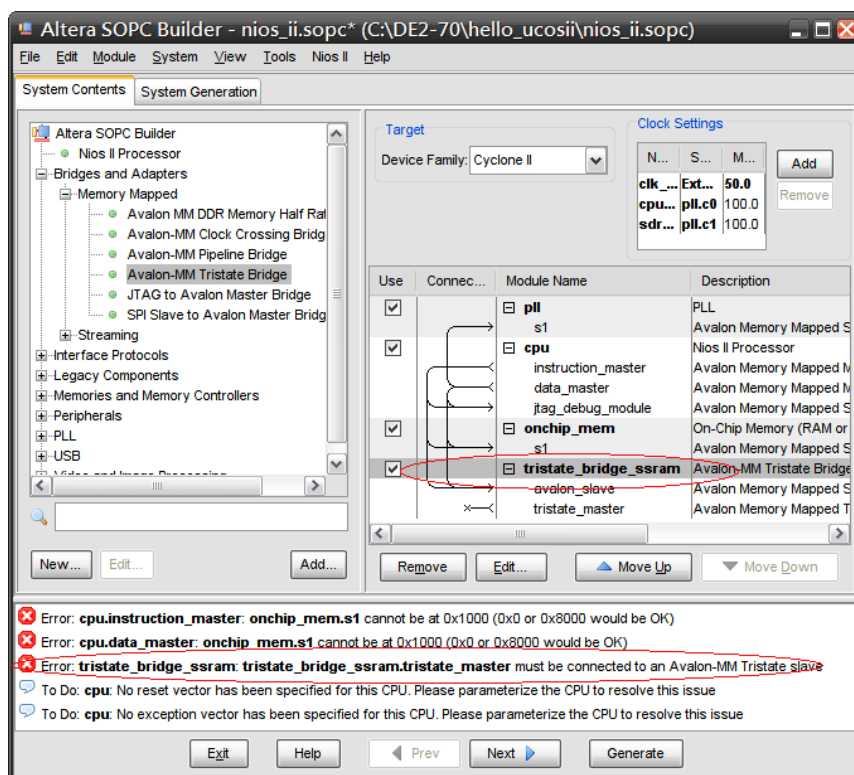 Altera SOPC Builder - nios_ii.sopc* (C:\DE2-70\hello_ucosii\nios_ii.sopc)
File Edit Module System View Tools Nios II Help
System Contents System Generation
Altera SOPC Builder
Nios II Processor
Bridges and Adapters
Memory Mapped
Avalon MM DDR Memory Half Rat
Avalon-MM Clock Crossing Bridg
Avalon-MM Pipeline Bridge
Avalon-MM Tristate Bridge
JTAG to Avalon Master Bridge
SPI Slave to Avalon Master Bridg
Streaming
Interface Protocols
Legacy Components
Memories and Memory Controllers
Peripherals
PLL
USB
Video and Image Processing
New... Edit... Add...
Target
Device Family: Cyclone II
Clock Settings
N... S... M...
clk_... Ext... 50.0
cpu... pll.c0 100.0
sdr... pll.c1 100.0
Add
Remove
Use Connec... Module Name Description
pll PLL
s1 Avalon Memory Mapped S
cpu Nios II Processor
instruction_master Avalon Memory Mapped M
data_master Avalon Memory Mapped M
jtag_debug_module Avalon Memory Mapped S
onchip_mem On-Chip Memory (RAM or
s1 Avalon Memory Mapped S
tristate_bridge_ssram Avalon-MM Tristate Bridge
avalon_slave Avalon Memory Mapped S
tristate_master Avalon Memory Mapped T
Remove Edit... Move Up Move Down
Error: cpu.instruction_master: onchip_mem.s1 cannot be at 0x1000 (0x0 or 0x8000 would be OK)
Error: cpu.data_master: onchip_mem.s1 cannot be at 0x1000 (0x0 or 0x8000 would be OK)
Error: tristate_bridge_ssram: tristate_bridge_ssram.tristate_master must be connected to an Avalon-MM Tristate slave
To Do: cpu: No reset vector has been specified for this CPU. Please parameterize the CPU to resolve this issue
To Do: cpu: No exception vector has been specified for this CPU. Please parameterize the CPU to resolve this issue
Exit Help Prev Next Generate